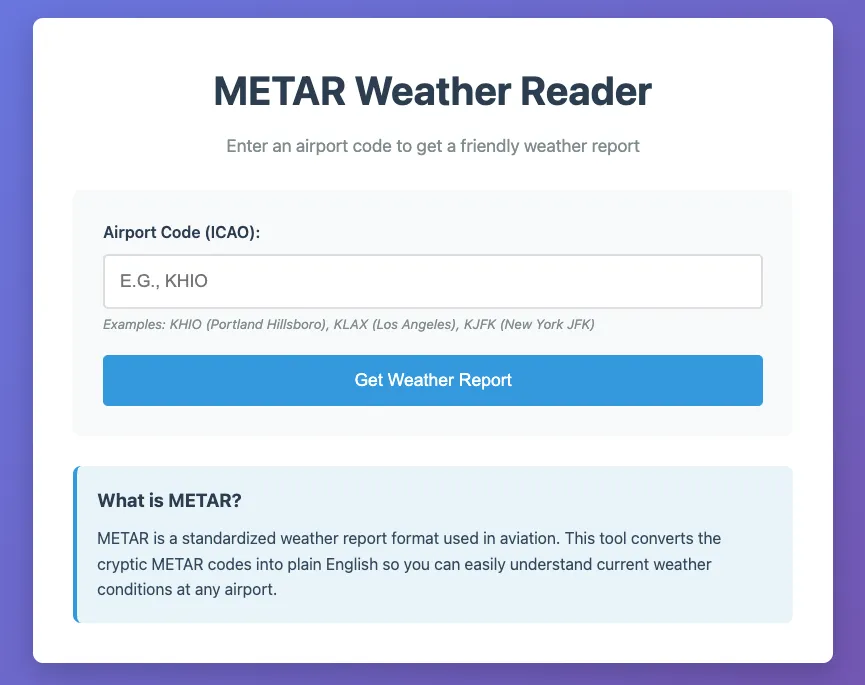 METAR Weather Reader
Enter an airport code to get a friendly weather report
Airport Code (ICAO):
E.G., KHIO
Examples: KHIO (Portland Hillsboro), KLAX (Los Angeles), KJFK (New York JFK)
Get Weather Report
What is METAR?
METAR is a standardized weather report format used in aviation. This tool converts the
cryptic METAR codes into plain English so you can easily understand current weather
conditions at any airport.